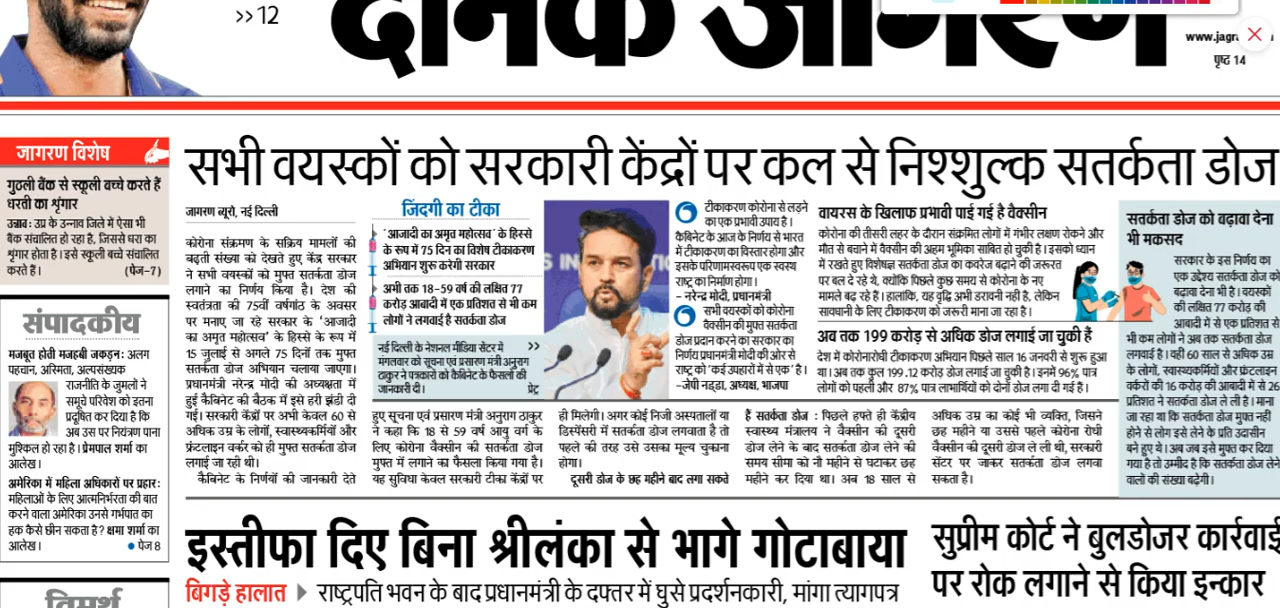 >> 12
दैनिक जागरण
पृष्ठ 14
जागरण विशेष
गुठली बैंक से स्कूली बच्चे करते हैं
धरती का शृंगार
उन्नाव: उप्र के उन्नाव जिले में ऐसा भी
बैंक संचालित हो रहा है, जिससे धरा का
शृंगार होता है। इसे स्कूली बच्चे संचालित
करते हैं। (पेज-7)
संपादकीय
मजबूत होती मजहबी जकड़न: अलग
पहचान, अस्मिता, अल्पसंख्यक
राजनीति के जुमलों ने
समूचे परिवेश को इतना
प्रदूषित कर दिया है कि
अब उस पर नियंत्रण पाना
मुश्किल हो रहा है। प्रेमपाल शर्मा का
आलेख।
अमेरिका में महिला अधिकारों पर प्रहार:
महिलाओं के लिए आत्मनिर्भरता की बात
करने वाला अमेरिका उनसे गर्भपात का
हक कैसे छीन सकता है? क्षमा शर्मा का
आलेख। ● पेज 8
विमर्श
सभी वयस्कों को सरकारी केंद्रों पर कल से निश्शुल्क सतर्कता डोज
जागरण ब्यूरो, नई दिल्ली
कोरोना संक्रमण के सक्रिय मामलों की
बढ़ती संख्या को देखते हुए केंद्र सरकार
ने सभी वयस्कों को मुफ्त सतर्कता डोज
लगाने का निर्णय किया है। देश की
स्वतंत्रता की 75वीं वर्षगांठ के अवसर
पर मनाए जा रहे सरकार के 'आजादी
का अमृत महोत्सव' के हिस्से के रूप में
15 जुलाई से अगले 75 दिनों तक मुफ्त
सतर्कता डोज अभियान चलाया जाएगा।
प्रधानमंत्री नरेन्द्र मोदी की अध्यक्षता में
हुई कैबिनेट की बैठक में इसे हरी झंडी दी
गई। सरकारी केंद्रों पर अभी केवल 60 से
अधिक उम्र के लोगों, स्वास्थ्यकर्मियों और
फ्रंटलाइन वर्कर को ही मुफ्त सतर्कता डोज
लगाई जा रही थी।
कैबिनेट के निर्णयों की जानकारी देते
जिंदगी का टीका
'आजादी का अमृत महोत्सव' के हिस्से
के रूप में 75 दिन का विशेष टीकाकरण
अभियान शुरू करेगी सरकार
अभी तक 18-59 वर्ष की लक्षित 77
करोड़ आबादी में एक प्रतिशत से भी कम
लोगों ने लगवाई है सतर्कता डोज
नई दिल्ली के नेशनल मीडिया सेंटर में >>
मंगलवार को सूचना एवं प्रसारण मंत्री अनुराग
ठाकुर ने पत्रकारों को कैबिनेट के फैसलों की
जानकारी दी। प्रेट्र
हुए सूचना एवं प्रसारण मंत्री अनुराग ठाकुर
ने कहा कि 18 से 59 वर्ष आयु वर्ग के
लिए कोरोना वैक्सीन की सतर्कता डोज
मुफ्त में लगाने का फैसला किया गया है।
यह सुविधा केवल सरकारी टीका केंद्रों पर
टीकाकरण कोरोना से लड़ने
का एक प्रभावी उपाय है।
कैबिनेट के आज के निर्णय से भारत
में टीकाकरण का विस्तार होगा और
इसके परिणामस्वरूप एक स्वस्थ
राष्ट्र का निर्माण होगा।
– नरेन्द्र मोदी, प्रधानमंत्री
सभी वयस्कों को कोरोना
वैक्सीन की मुफ्त सतर्कता
डोज प्रदान करने का सरकार का
निर्णय प्रधानमंत्री मोदी की ओर से
राष्ट्र को 'कई उपहारों में से एक' है।
–जेपी नड्डा, अध्यक्ष, भाजपा
ही मिलेगी। अगर कोई निजी अस्पतालों या
डिस्पेंसरी में सतर्कता डोज लगवाता है तो
पहले की तरह उसे उसका मूल्य चुकाना
होगा।
दूसरी डोज के छह महीने बाद लगा सकते
हैं सतर्कता डोज : पिछले हफ्ते ही केंद्रीय
स्वास्थ्य मंत्रालय ने वैक्सीन की दूसरी
डोज लेने के बाद सतर्कता डोज लेने की
समय सीमा को नौ महीने से घटाकर छह
महीने कर दिया था। अब 18 साल से
अधिक उम्र का कोई भी व्यक्ति, जिसने
छह महीने या उससे पहले कोरोना रोधी
वैक्सीन की दूसरी डोज ले ली थी, सरकारी
सेंटर पर जाकर सतर्कता डोज लगवा
सकता है।
वायरस के खिलाफ प्रभावी पाई गई है वैक्सीन
कोरोना की तीसरी लहर के दौरान संक्रमित लोगों में गंभीर लक्षण रोकने और
मौत से बचाने में वैक्सीन की अहम भूमिका साबित हो चुकी है। इसको ध्यान
में रखते हुए विशेषज्ञ सतर्कता डोज का कवरेज बढ़ाने की जरूरत
पर बल दे रहे थे, क्योंकि पिछले कुछ समय से कोरोना के नए
मामले बढ़ रहे हैं। हालांकि, यह वृद्धि अभी डरावनी नहीं है, लेकिन
सावधानी के लिए टीकाकरण को जरूरी माना जा रहा है।
अब तक 199 करोड़ से अधिक डोज लगाई जा चुकी हैं
देश में कोरोनारोधी टीकाकरण अभियान पिछले साल 16 जनवरी से शुरू हुआ
था। अब तक कुल 199.12 करोड़ डोज लगाई जा चुकी है। इनमें 96% पात्र
लोगों को पहली और 87% पात्र लाभार्थियों को दोनों डोज लगा दी गई है।
सतर्कता डोज को बढ़ावा देना
भी मकसद
सरकार के इस निर्णय का
एक उद्देश्य सतर्कता डोज को
बढ़ावा देना भी है। वयस्कों
की लक्षित 77 करोड़
आबादी में से एक प्रतिशत से
भी कम लोगों ने अब तक सतर्कता डोज
लगवाई है। वहीं 60 साल से अधिक उम्र
के लोगों, स्वास्थ्यकर्मियों और फ्रंटलाइन
वर्करों की 16 करोड़ की आबादी में से 26
प्रतिशत ने सतर्कता डोज ले ली है। माना
जा रहा था कि सतर्कता डोज मुफ्त नहीं
होने से लोग इसे लेने के प्रति उदासीन
बने हुए थे। अब जब इसे मुफ्त कर दिया
गया है तो उम्मीद है कि सतर्कता डोज लेने
वालों की संख्या बढ़ेगी।
इस्तीफा दिए बिना श्रीलंका से भागे गोटाबाया
बिगड़े हालात ▶ राष्ट्रपति भवन के बाद प्रधानमंत्री के दफ्तर में घुसे प्रदर्शनकारी, मांगा त्यागपत्र
सुप्रीम कोर्ट ने बुलडोजर कार्रवाई
पर रोक लगाने से किया इन्कार